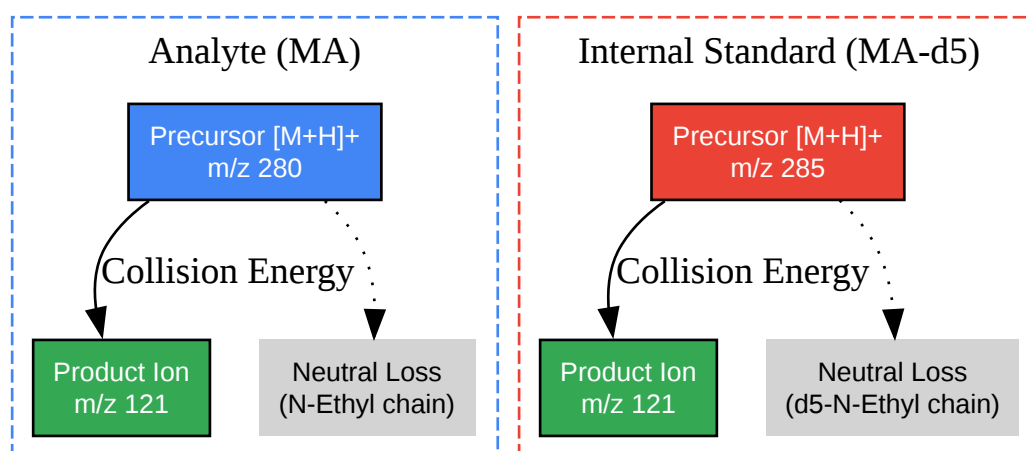 Analyte (MA)
Precursor [M+H]+
m/z 280
Collision Energy
Product Ion
m/z 121
Neutral Loss
(N-Ethyl chain)
Internal Standard (MA-d5)
Precursor [M+H]+
m/z 285
Collision Energy
Product Ion
m/z 121
Neutral Loss
(d5-N-Ethyl chain)